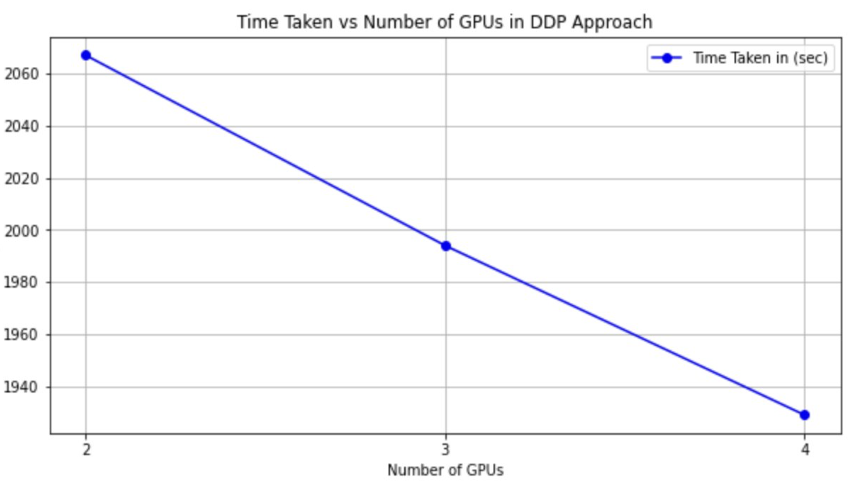 Time Taken vs Number of GPUs in DDP Approach
Time Taken in (sec)
2060
2040
2020
2000
1980
1960
1940
2 3 4
Number of GPUs